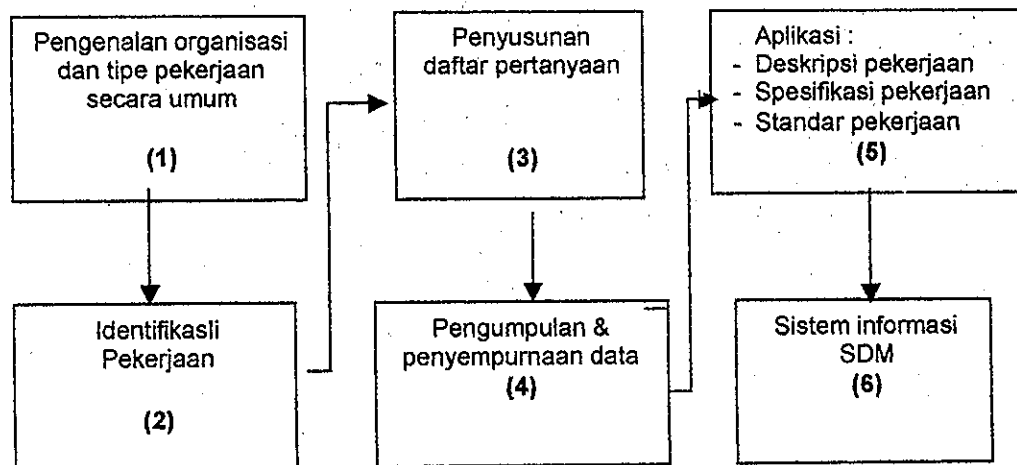 Pengenalan organisasi
dan tipe pekerjaan
secara umum
(1)
Identifikasli
Pekerjaan
(2)
Penyusunan
daftar pertanyaan
(3)
Pengumpulan &
penyempurnaan data
(4)
Aplikasi :
- Deskripsi pekerjaan
- Spesifikasi pekerjaan
- Standar pekerjaan
(5)
Sistem informasi
SDM
(6)